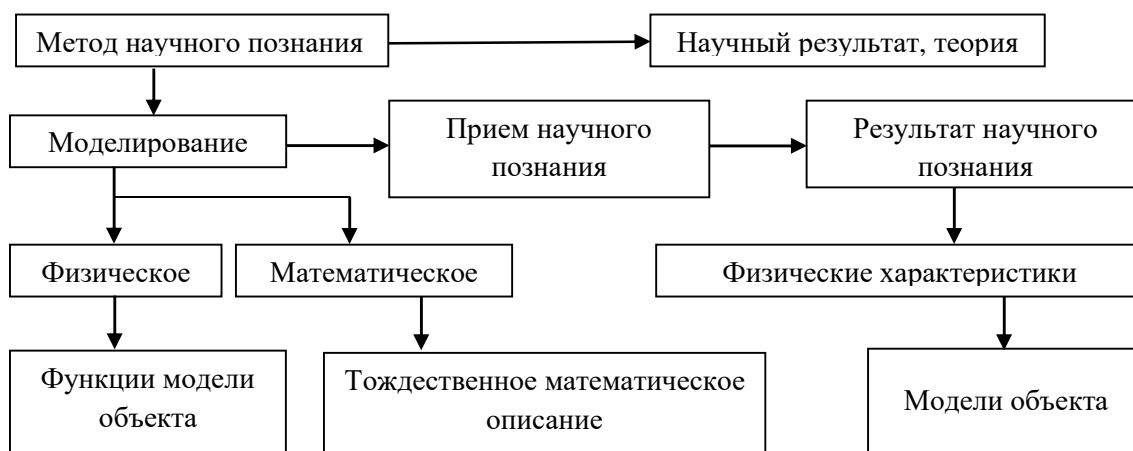 Метод научного познания
Научный результат, теория
Моделирование
Прием научного
познания
Результат научного
познания
Физическое
Математическое
Физические характеристики
Функции модели
объекта
Тождественное математическое
описание
Модели объекта